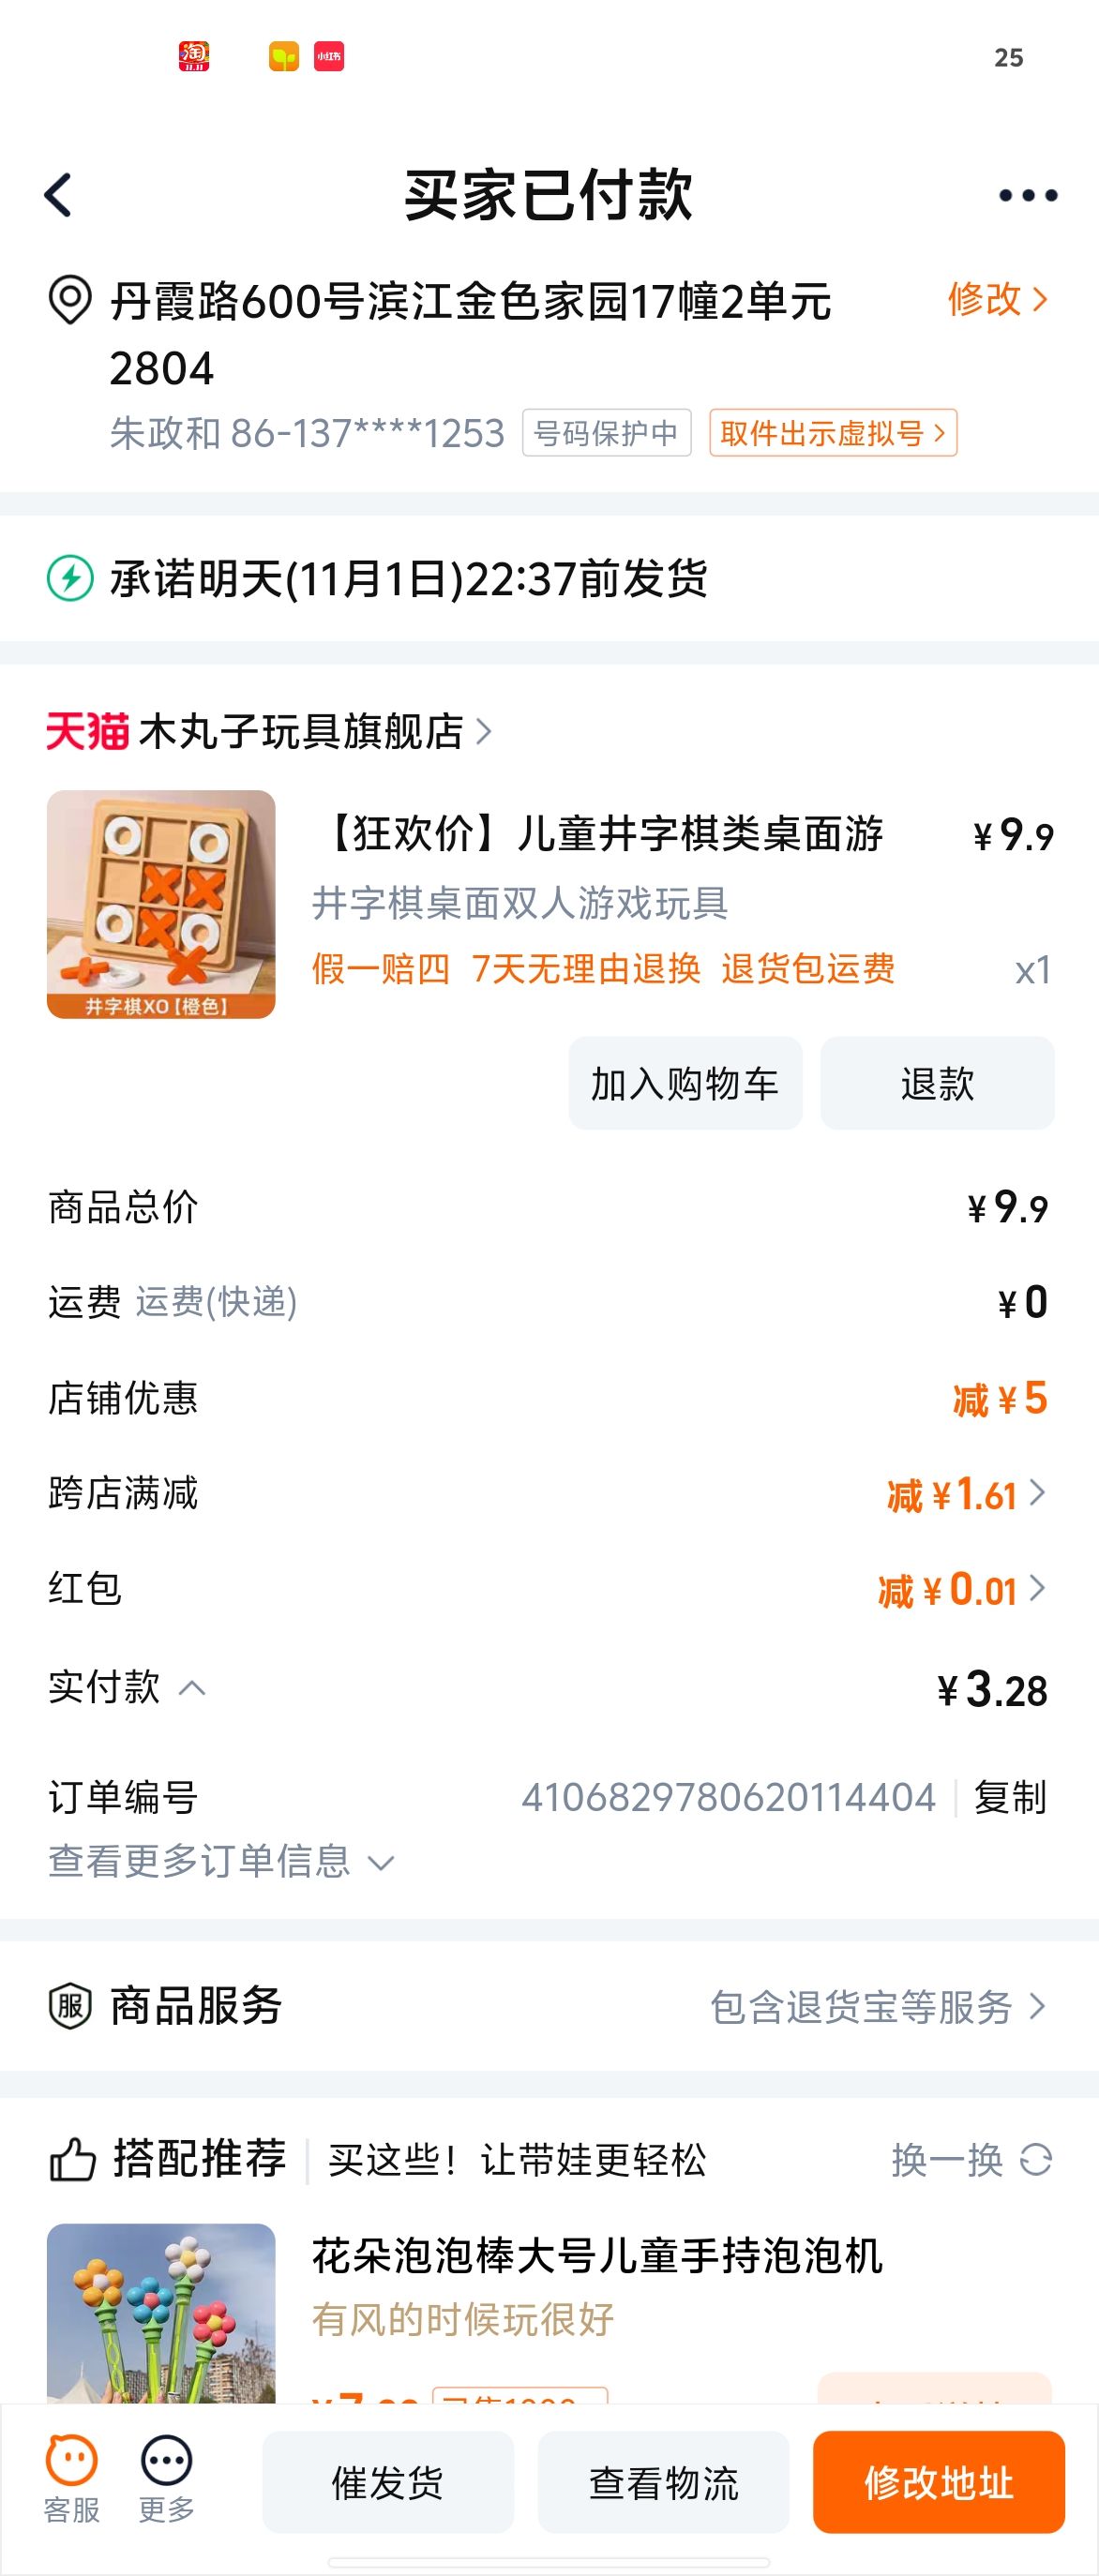 淘
11.11
小红书
25
买家已付款
丹霞路600号滨江金色家园17幢2单元
2804
修改
朱政和 86-137****1253 号码保护中 取件出示虚拟号
承诺明天(11月1日)22:37前发货
天猫 木丸子玩具旗舰店
【狂欢价】儿童井字棋类桌面游 ¥9.9
井字棋桌面双人游戏玩具
假一赔四 7天无理由退换 退货包运费 x1
井字棋XO【橙色】
加入购物车 退款
商品总价 ¥9.9
运费 运费(快递) ¥0
店铺优惠 减¥5
跨店满减 减¥1.61
红包 减¥0.01
实付款 ¥3.28
订单编号 4106829780620114404 复制
查看更多订单信息
服 商品服务 包含退货宝等服务
搭配推荐 买这些！让带娃更轻松 换一换
花朵泡泡棒大号儿童手持泡泡机
有风的时候玩很好
客服 更多 催发货 查看物流 修改地址